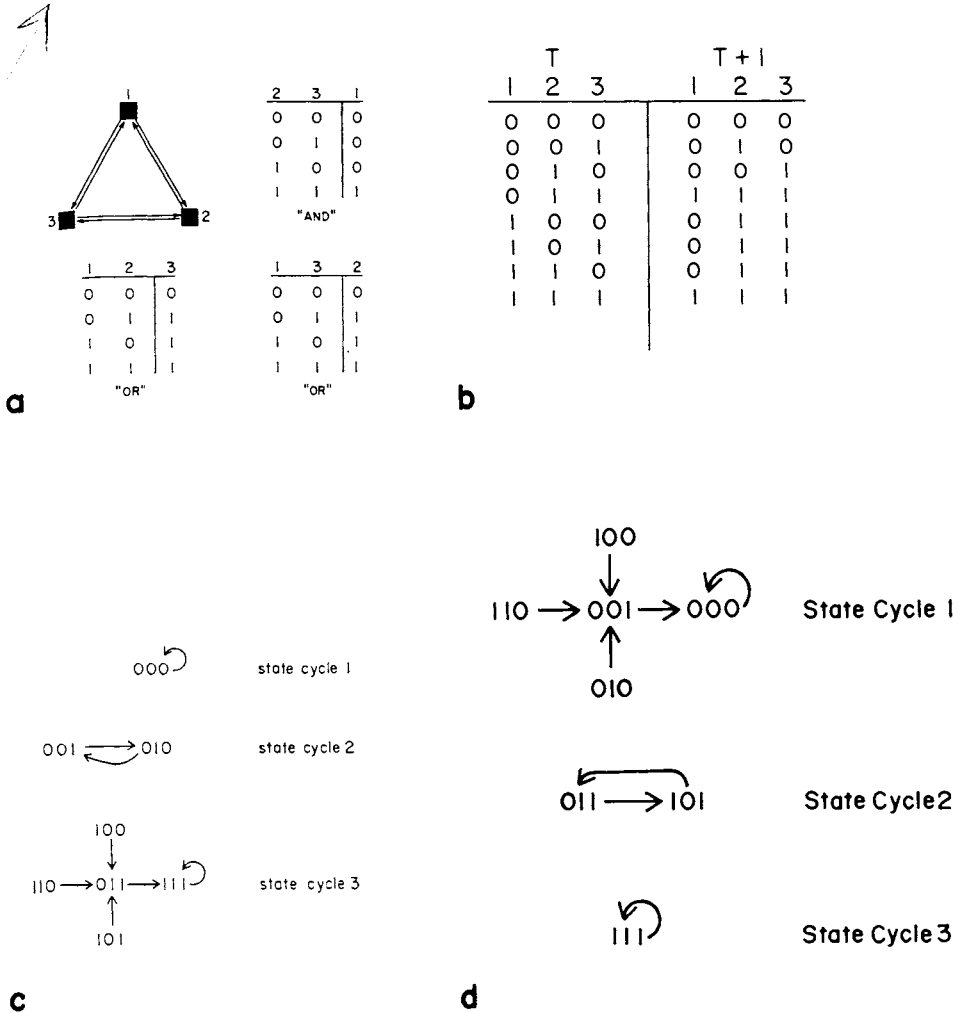 1
3
2
2 3 1
0 0 0
0 1 0
1 0 0
1 1 1
"AND"
1 2 3
0 0 0
0 1 1
1 0 1
1 1 1
"OR"
1 3 2
0 0 0
0 1 1
1 0 1
1 1 1
"OR"
a
T T + 1
1 2 3 1 2 3
0 0 0 0 0 0
0 0 1 0 1 0
0 1 0 0 0 1
0 1 1 1 1 1
1 0 0 0 1 1
1 0 1 0 1 1
1 1 0 0 1 1
1 1 1 1 1 1
b
000 state cycle 1
001 010 state cycle 2
100
110 011 111 state cycle 3
101
c
100
110 001 000 State Cycle 1
010
011 101 State Cycle 2
111 State Cycle 3
d